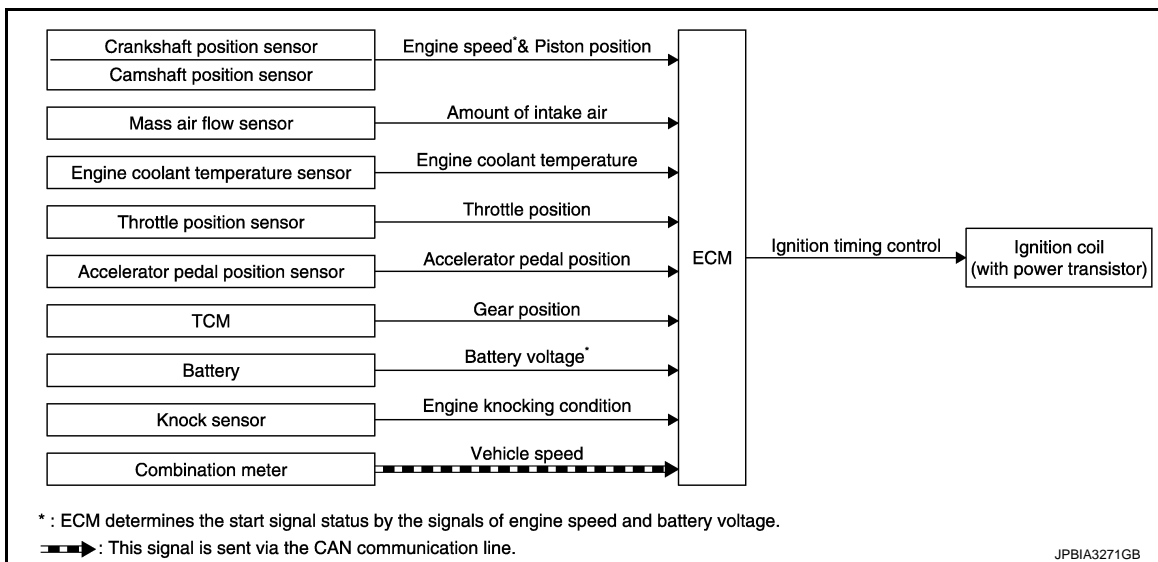 Crankshaft position sensor
Camshaft position sensor
Engine speed*& Piston position
Mass air flow sensor
Amount of intake air
Engine coolant temperature sensor
Engine coolant temperature
Throttle position sensor
Throttle position
Accelerator pedal position sensor
Accelerator pedal position
TCM
Gear position
Battery
Battery voltage*
Knock sensor
Engine knocking condition
Combination meter
Vehicle speed
ECM
Ignition timing control
Ignition coil
(with power transistor)
* : ECM determines the start signal status by the signals of engine speed and battery voltage.
: This signal is sent via the CAN communication line.
JPBIA3271GB